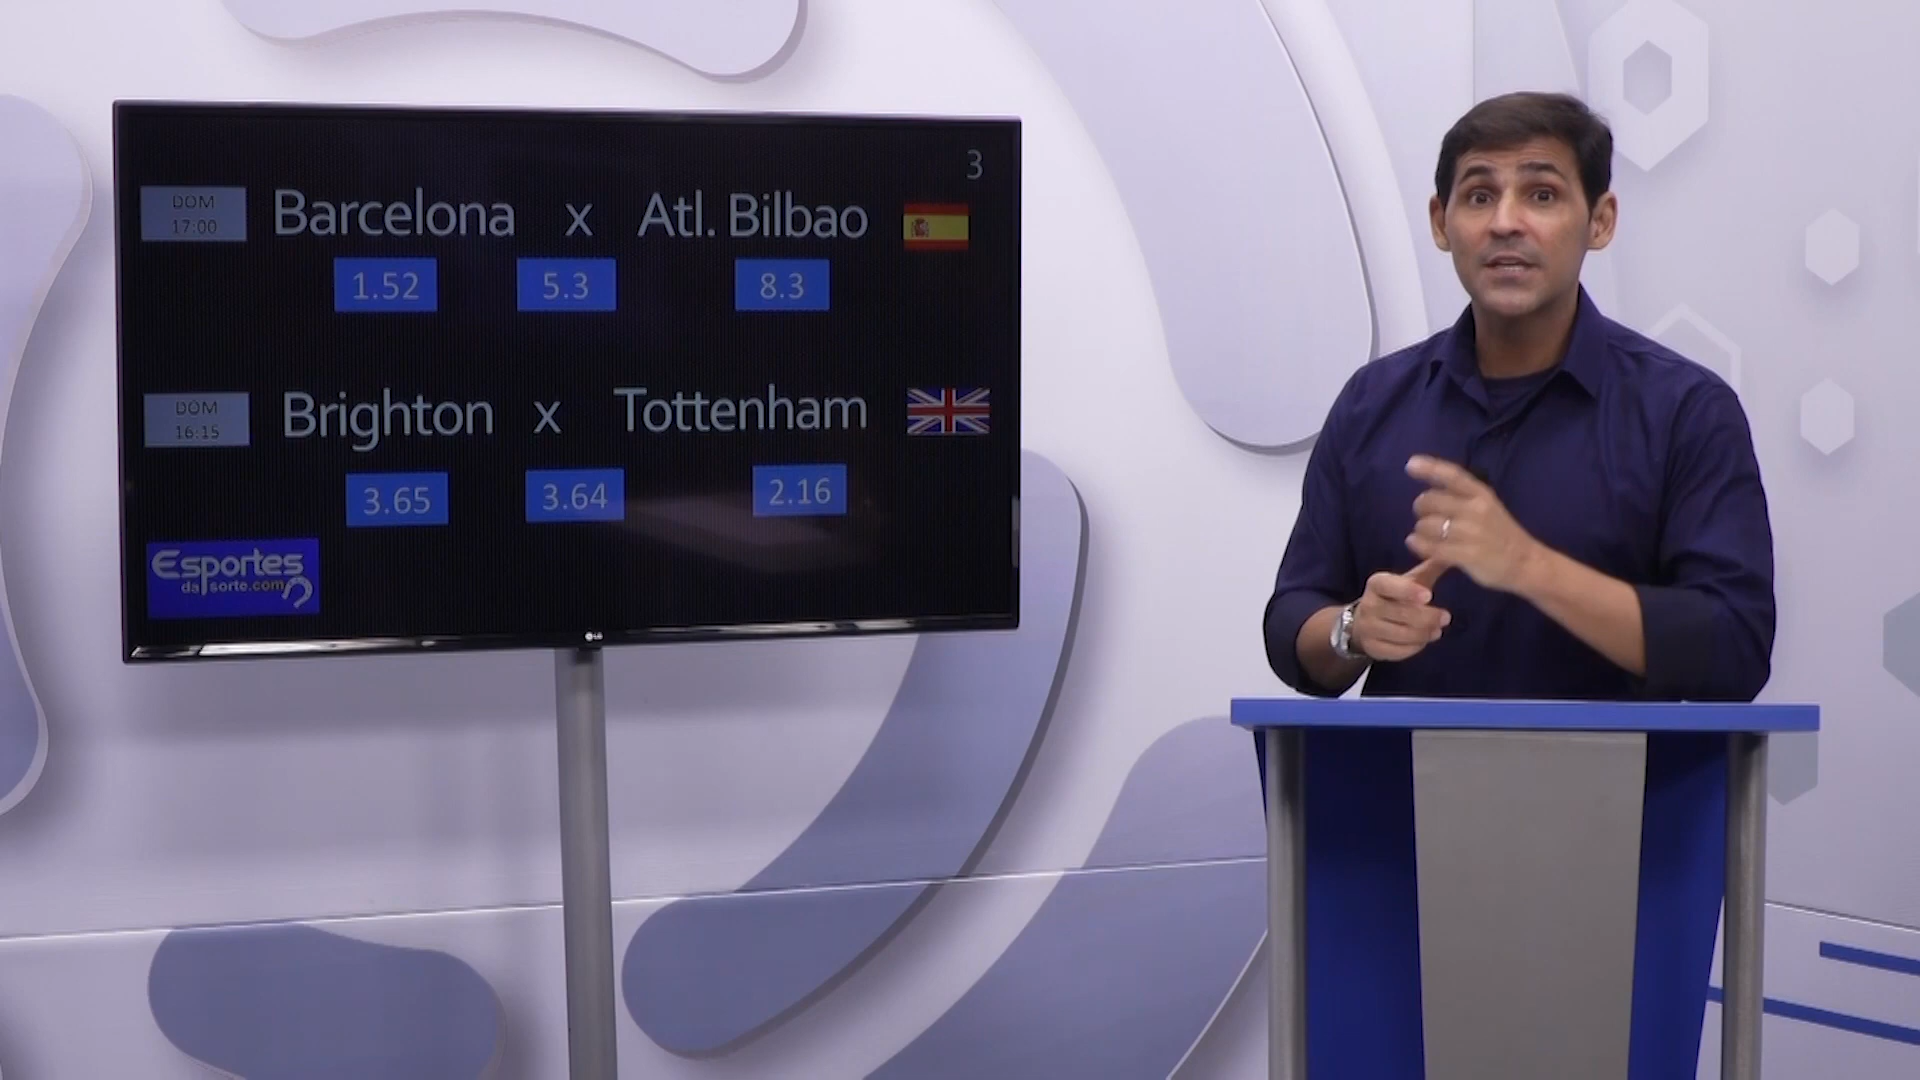 3
DOM
17:00
Barcelona x Atl. Bilbao
1.52 5.3 8.3
DOM
16:15
Brighton x Tottenham
3.65 3.64 2.16
Esportes
da sorte.com
LG